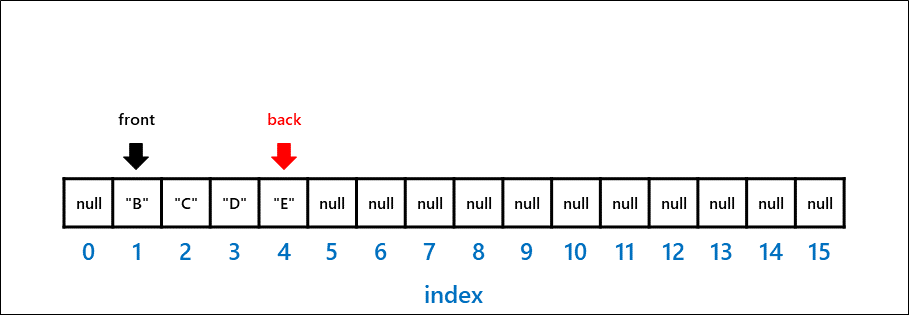 front back
null "B" "C" "D" "E" null null null null null null null null null null null
0 1 2 3 4 5 6 7 8 9 10 11 12 13 14 15
index